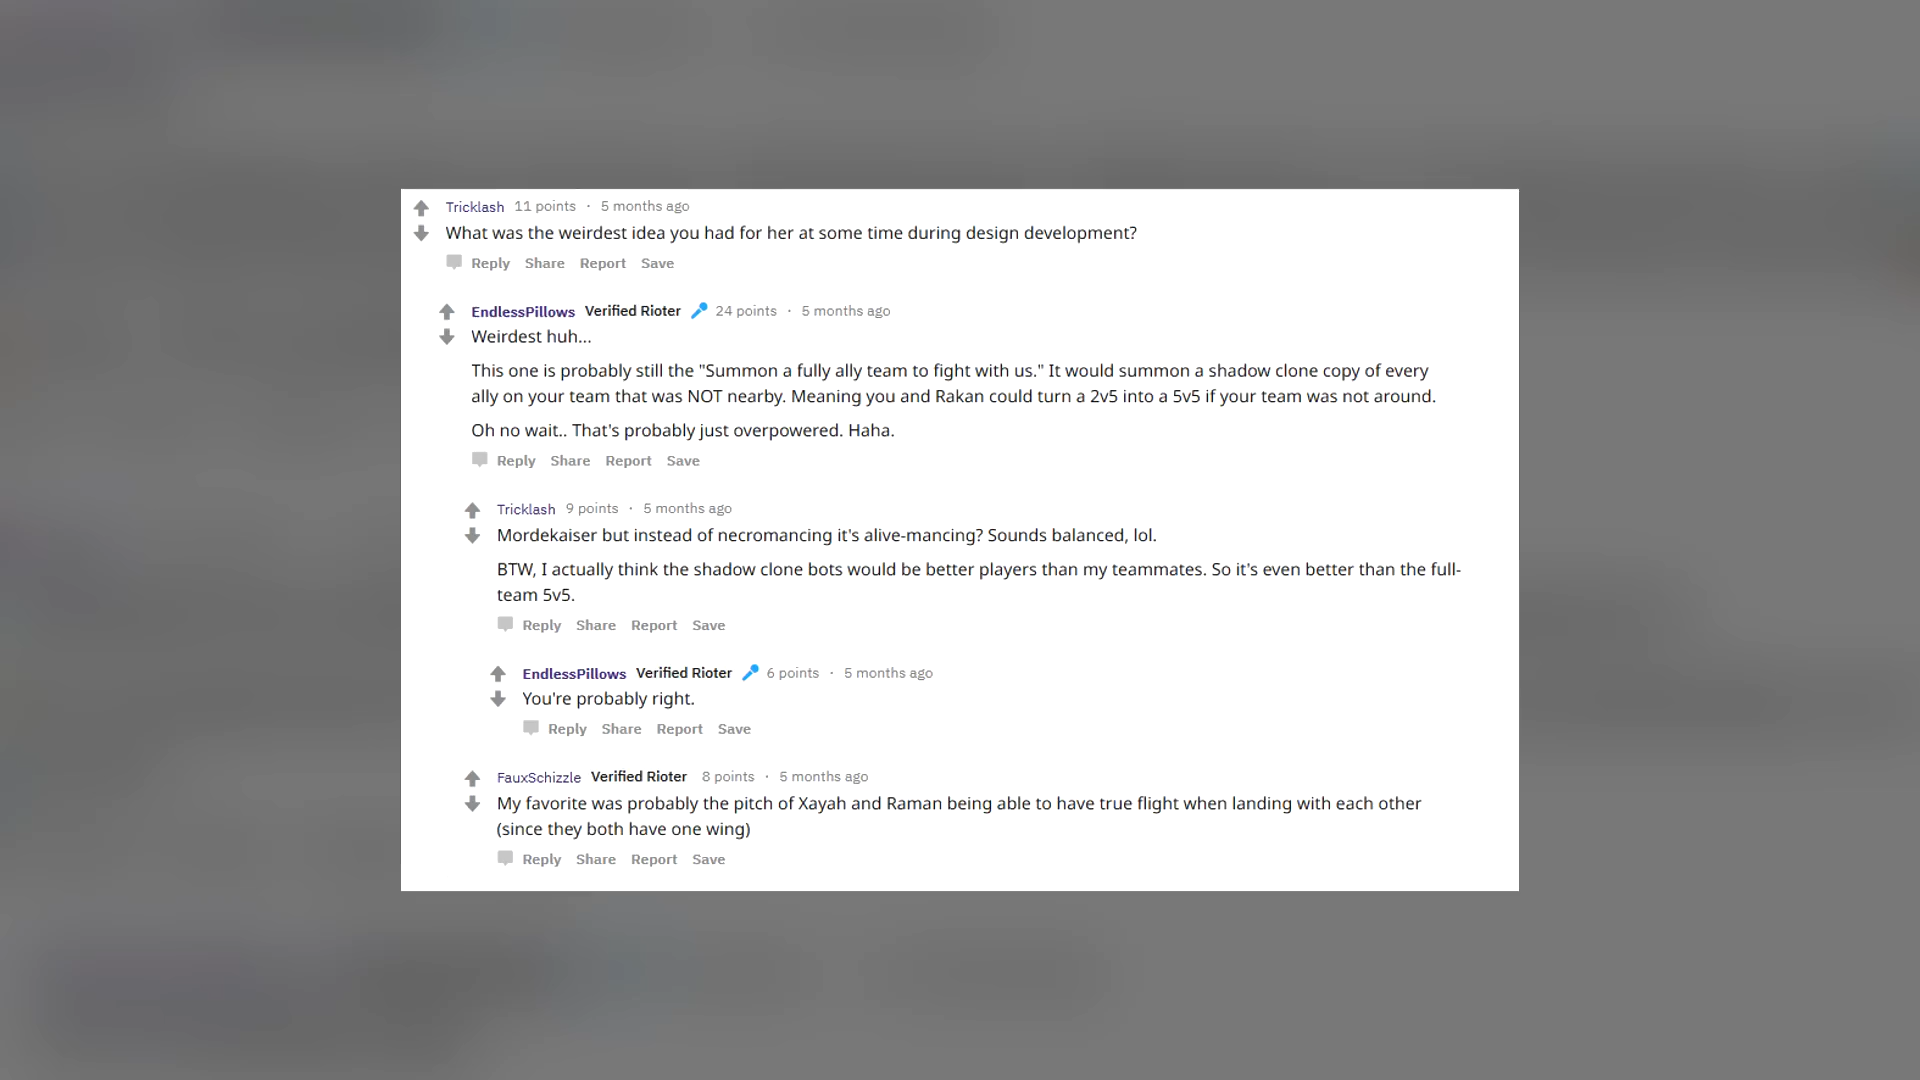 Tricklash 11 points · 5 months ago
What was the weirdest idea you had for her at some time during design development?
Reply Share Report Save
EndlessPillows Verified Rioter 24 points · 5 months ago
Weirdest huh...
This one is probably still the "Summon a fully ally team to fight with us." It would summon a shadow clone copy of every
ally on your team that was NOT nearby. Meaning you and Rakan could turn a 2v5 into a 5v5 if your team was not around.
Oh no wait.. That's probably just overpowered. Haha.
Reply Share Report Save
Tricklash 9 points · 5 months ago
Mordekaiser but instead of necromancing it's alive-mancing? Sounds balanced, lol.
BTW, I actually think the shadow clone bots would be better players than my teammates. So it's even better than the full-
team 5v5.
Reply Share Report Save
EndlessPillows Verified Rioter 6 points · 5 months ago
You're probably right.
Reply Share Report Save
FauxSchizzle Verified Rioter 8 points · 5 months ago
My favorite was probably the pitch of Xayah and Raman being able to have true flight when landing with each other
(since they both have one wing)
Reply Share Report Save